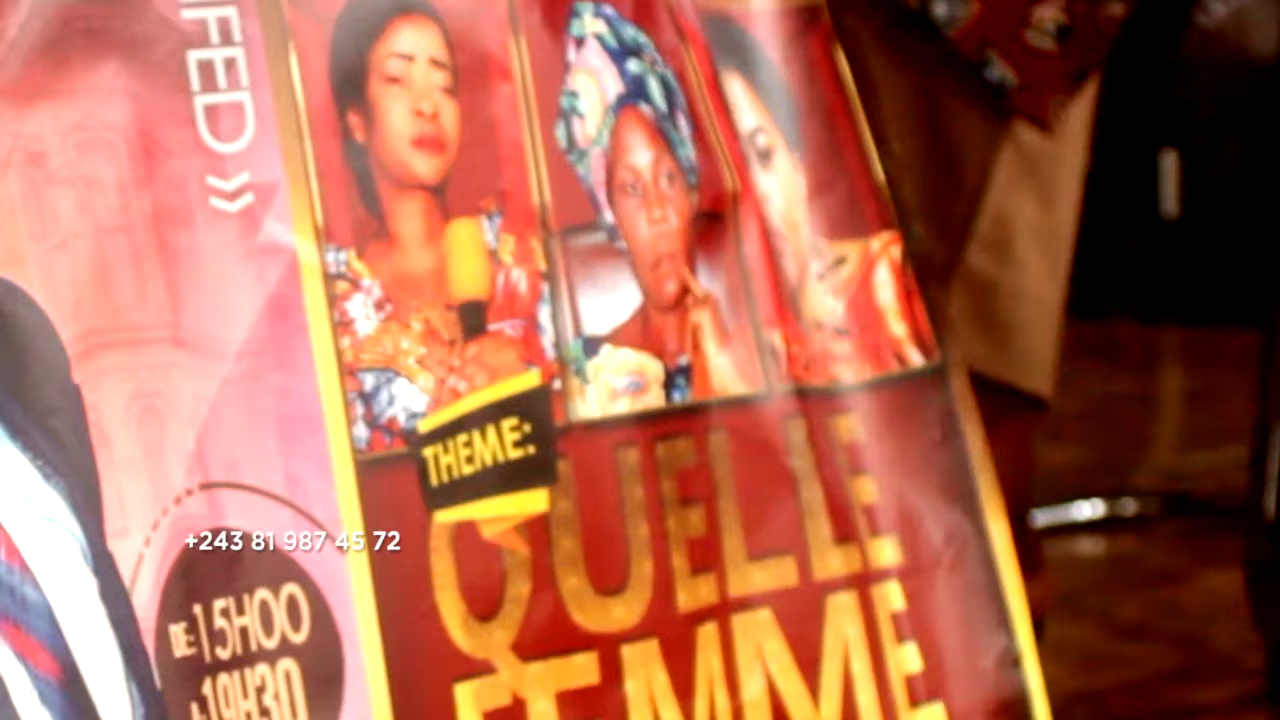 IFED »
THEME:
QUELLE
FEMME
+243 81 987 45 72
DE: 15H00
19H30